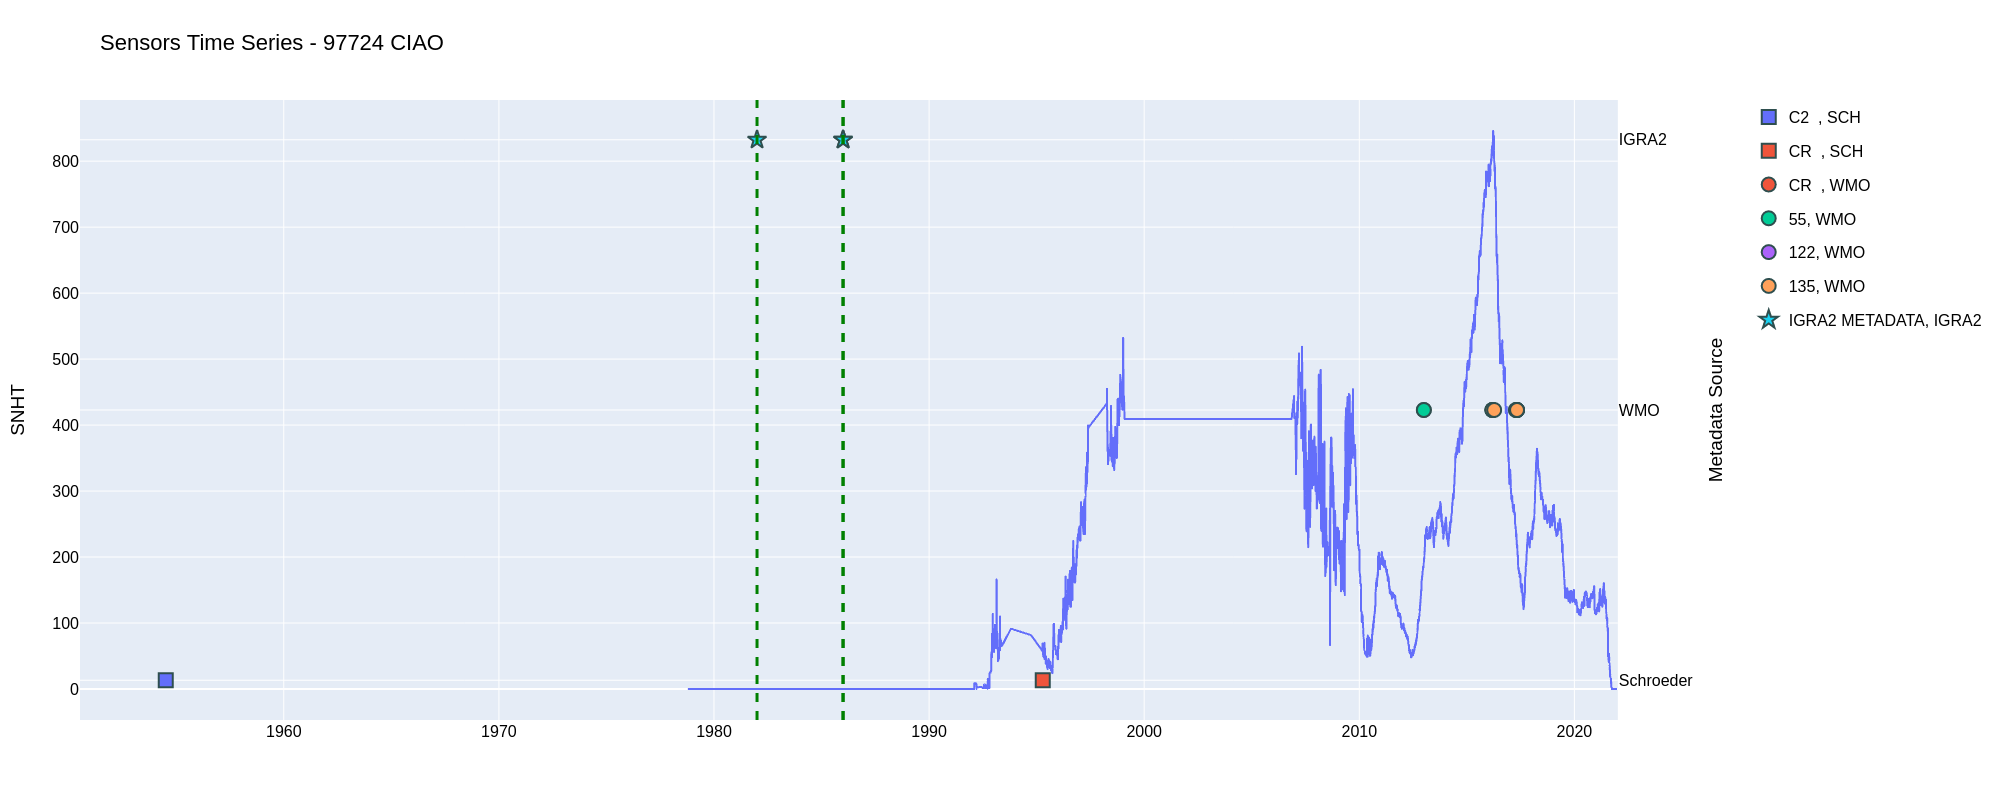 Sensors Time Series - 97724 CIAO
SNHT
800
700
600
500
400
300
200
100
0
1960
1970
1980
1990
2000
2010
2020
IGRA2
WMO
Schroeder
Metadata Source
C2  , SCH
CR  , SCH
CR  , WMO
55, WMO
122, WMO
135, WMO
IGRA2 METADATA, IGRA2